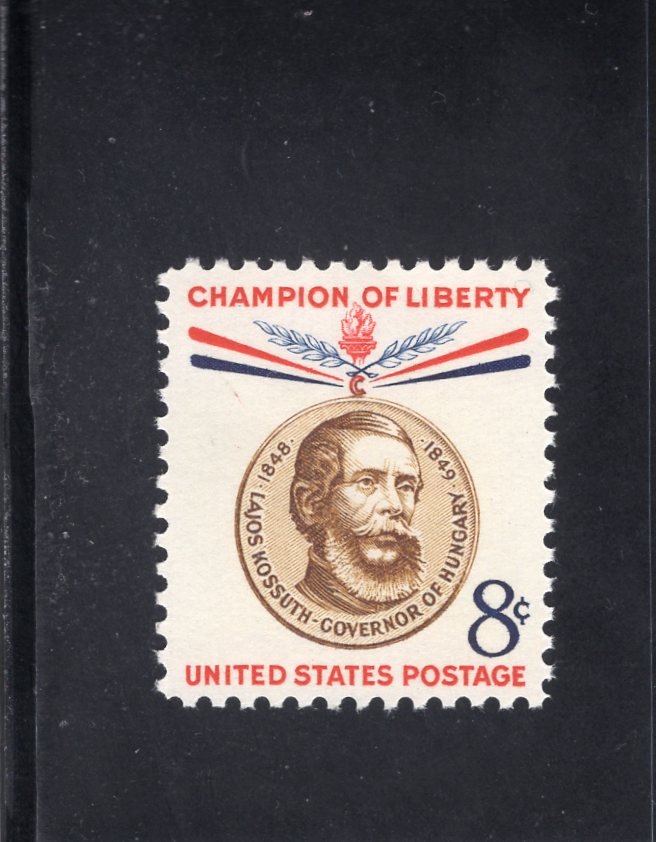 CHAMPION OF LIBERTY
C
· 1848 ·
· 1849
· LAJOS KOSSUTH-GOVERNOR OF HUNGARY
8¢
UNITED STATES POSTAGE